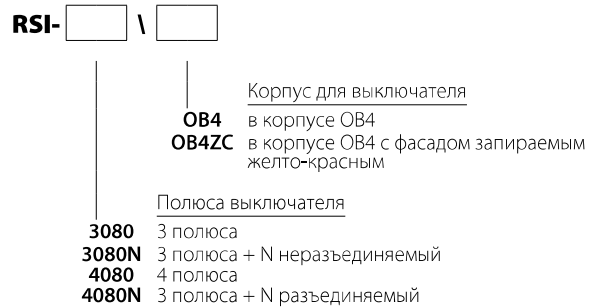 RSI- \
Корпус для выключателя
OB4 в корпусе OB4
OB4ZC в корпусе OB4 с фасадом запираемым
желто-красным
Полюса выключателя
3080 3 полюса
3080N 3 полюса + N неразъединяемый
4080 4 полюса
4080N 3 полюса + N разъединяемый